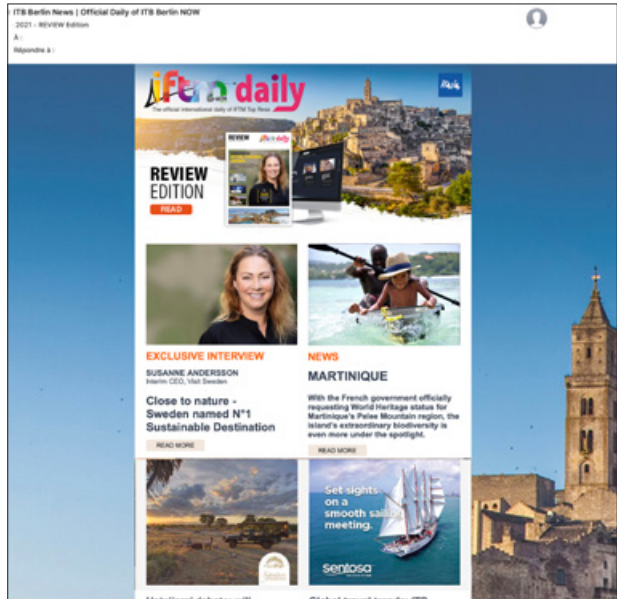 ITB Berlin News | Official Daily of ITB Berlin NOW
2021 - REVIEW Edition
À :
Répondre à :
iftm daily
The official international daily of IFTM Top Resa
REVIEW
EDITION
READ
REVIEW
iftm daily
EXCLUSIVE INTERVIEW
SUSANNE ANDERSSON
Interim CEO, Visit Sweden
Close to nature -
Sweden named N°1
Sustainable Destination
READ MORE
NEWS
MARTINIQUE
With the French government officially
requesting World Heritage status for
Martinique's Pelee Mountain region, the
island's extraordinary biodiversity is
even more under the spotlight.
READ MORE
Set sights
on a
smooth sailing
meeting.
sentosa